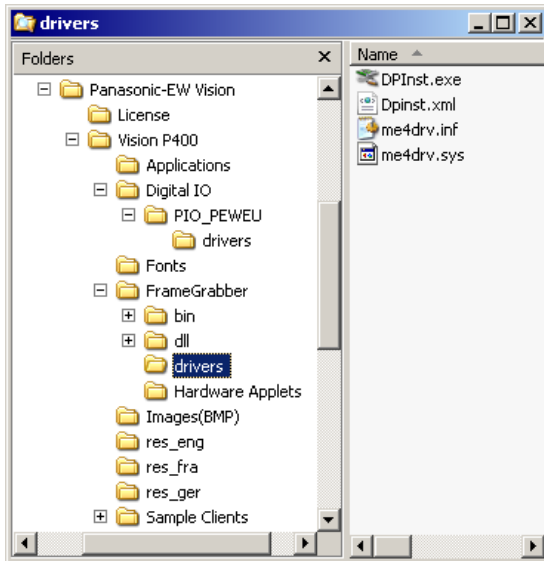 drivers
Folders
Panasonic-EW Vision
License
Vision P400
Applications
Digital IO
PIO_PEWEU
drivers
Fonts
FrameGrabber
bin
dll
drivers
Hardware Applets
Images(BMP)
res_eng
res_fra
res_ger
Sample Clients
Name
DPInst.exe
Dpinst.xml
me4drv.inf
me4drv.sys